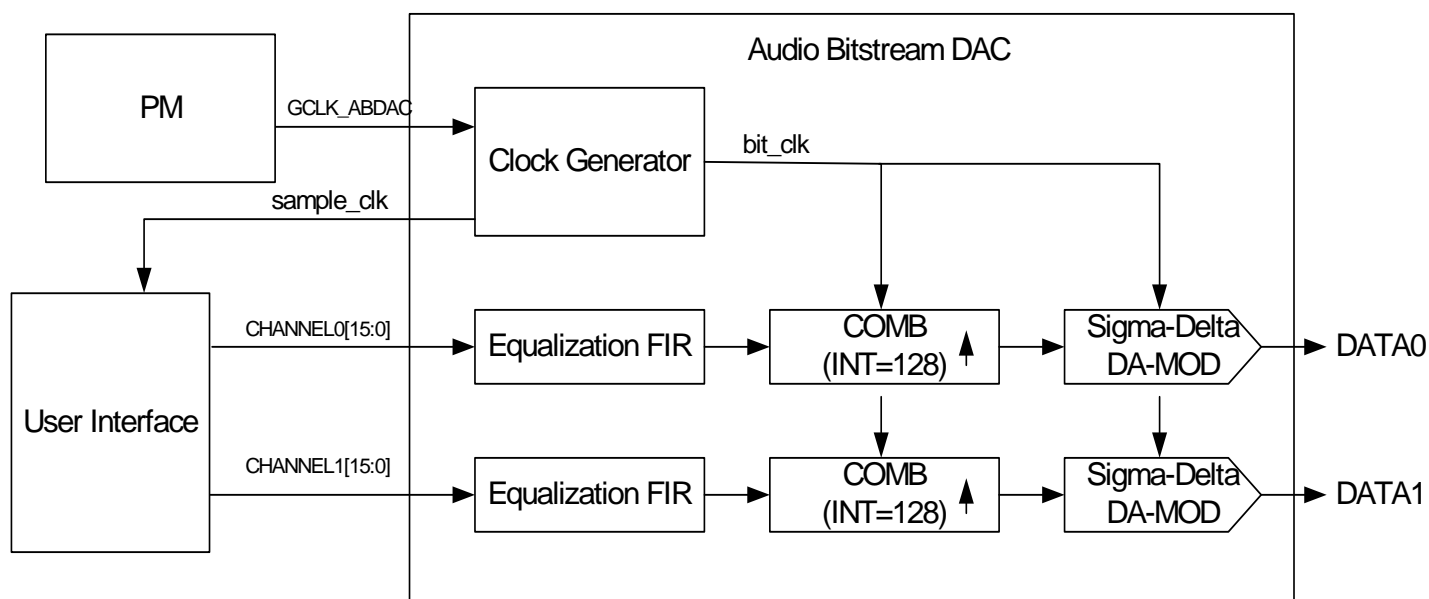 Audio Bitstream DAC
PM
GCLK_ABDAC
Clock Generator
bit_clk
sample_clk
User Interface
CHANNEL0[15:0]
Equalization FIR
COMB
(INT=128)
Sigma-Delta
DA-MOD
DATA0
CHANNEL1[15:0]
Equalization FIR
COMB
(INT=128)
Sigma-Delta
DA-MOD
DATA1